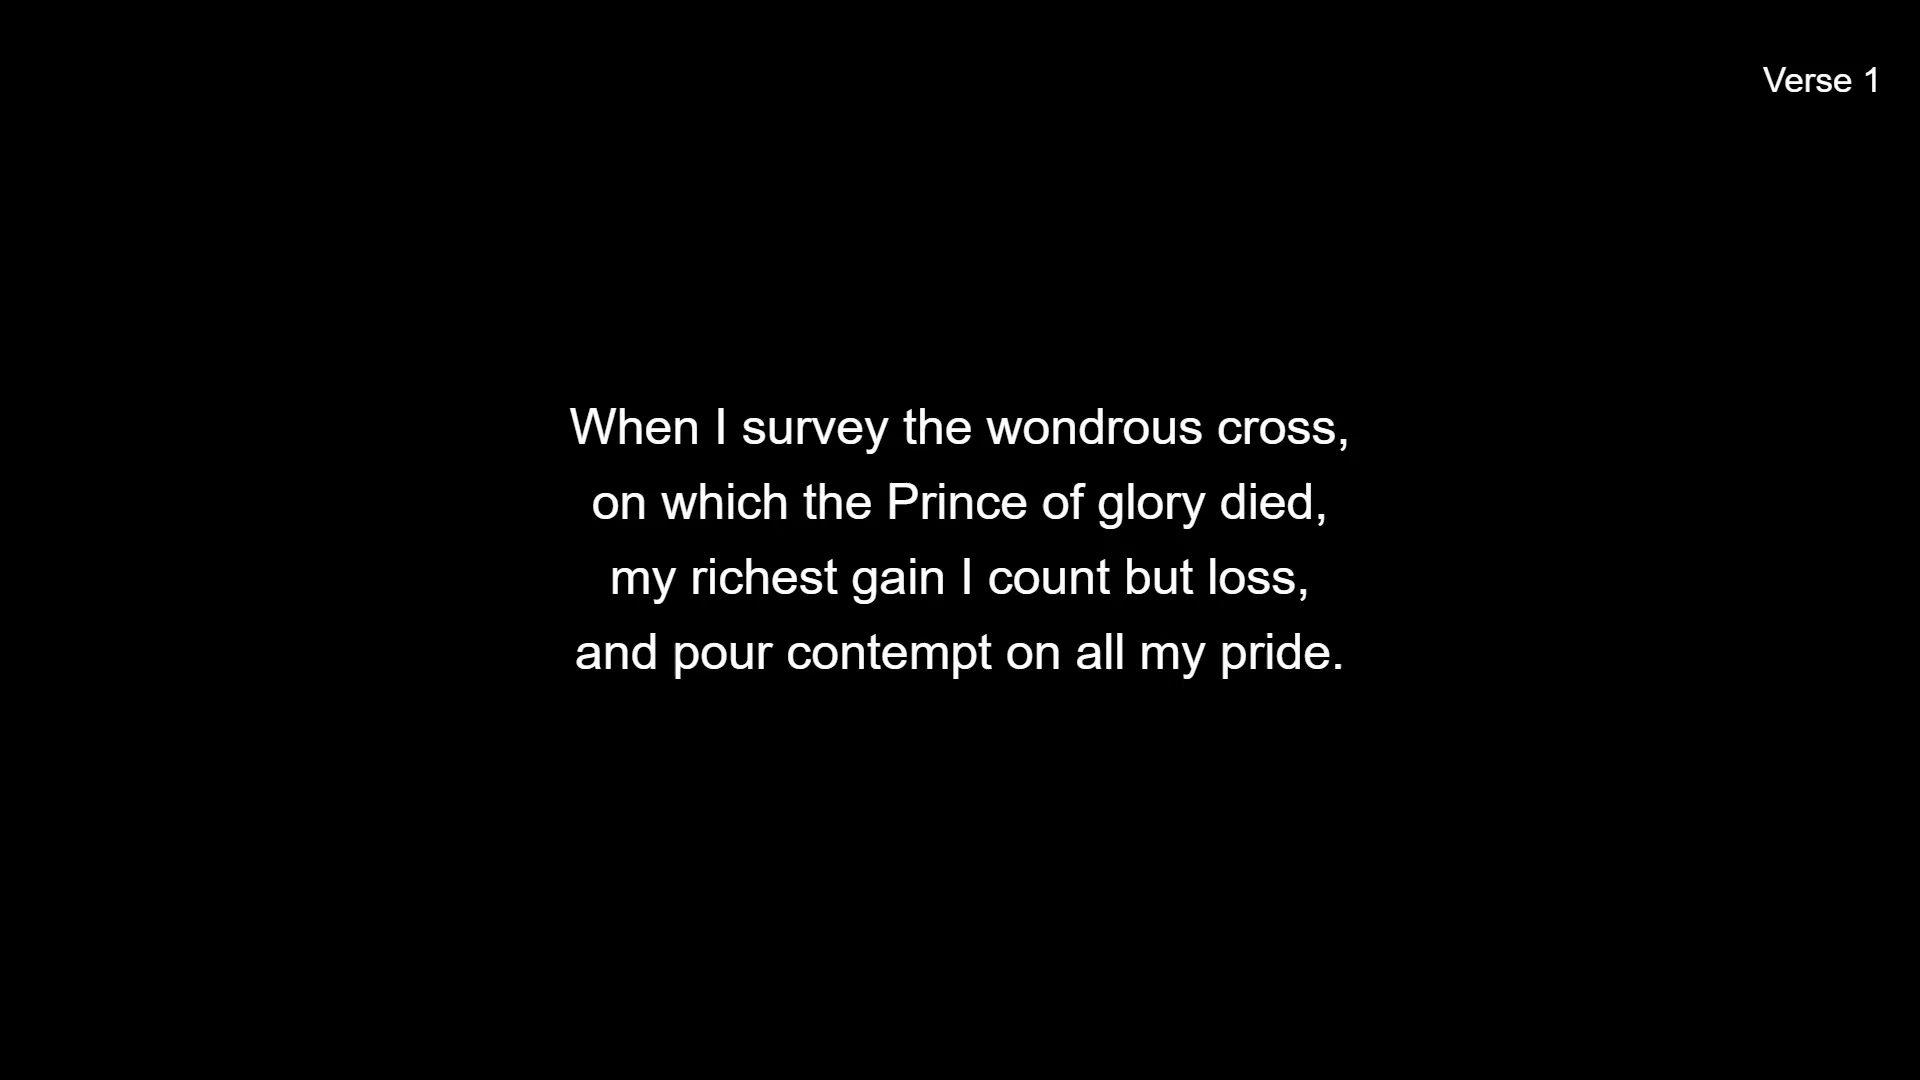 Verse 1
When I survey the wondrous cross,
on which the Prince of glory died,
my richest gain I count but loss,
and pour contempt on all my pride.